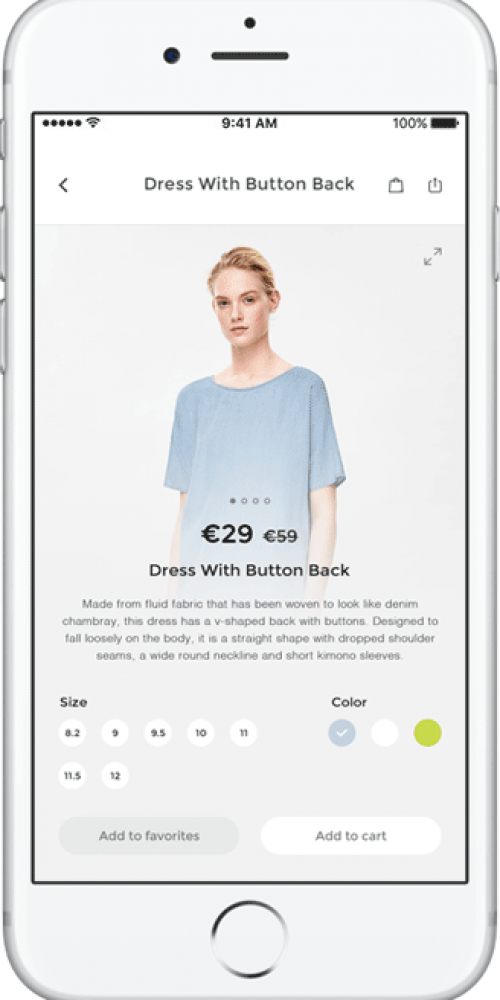 9:41 AM 100%
Dress With Button Back
€29 €59
Dress With Button Back
Made from fluid fabric that has been woven to look like denim
chambray, this dress has a v-shaped back with buttons. Designed to
fall loosely on the body, it is a straight shape with dropped shoulder
seams, a wide round neckline and short kimono sleeves.
Size Color
8.2 9 9.5 10 11
11.5 12
Add to favorites Add to cart